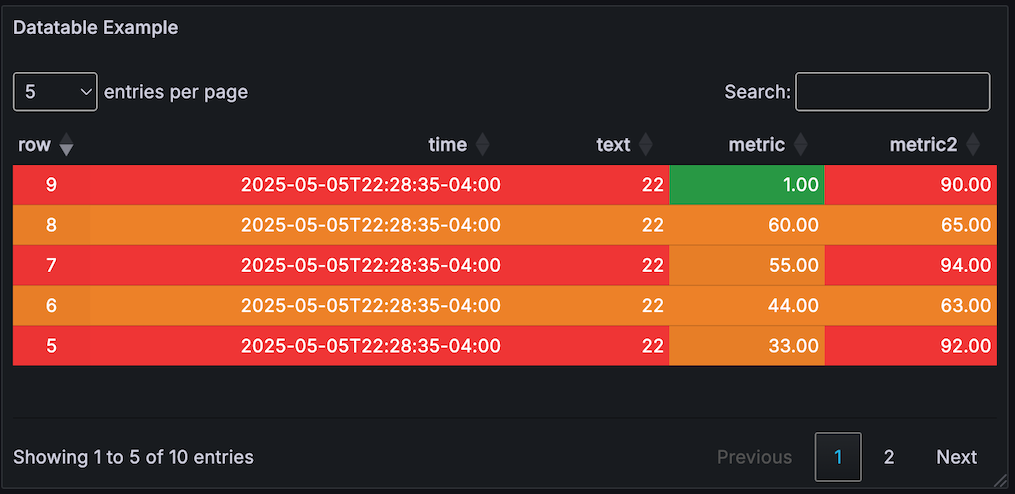 Datatable Example
5 entries per page Search:
row time text metric metric2
9 2025-05-05T22:28:35-04:00 22 1.00 90.00
8 2025-05-05T22:28:35-04:00 22 60.00 65.00
7 2025-05-05T22:28:35-04:00 22 55.00 94.00
6 2025-05-05T22:28:35-04:00 22 44.00 63.00
5 2025-05-05T22:28:35-04:00 22 33.00 92.00
Showing 1 to 5 of 10 entries Previous 1 2 Next